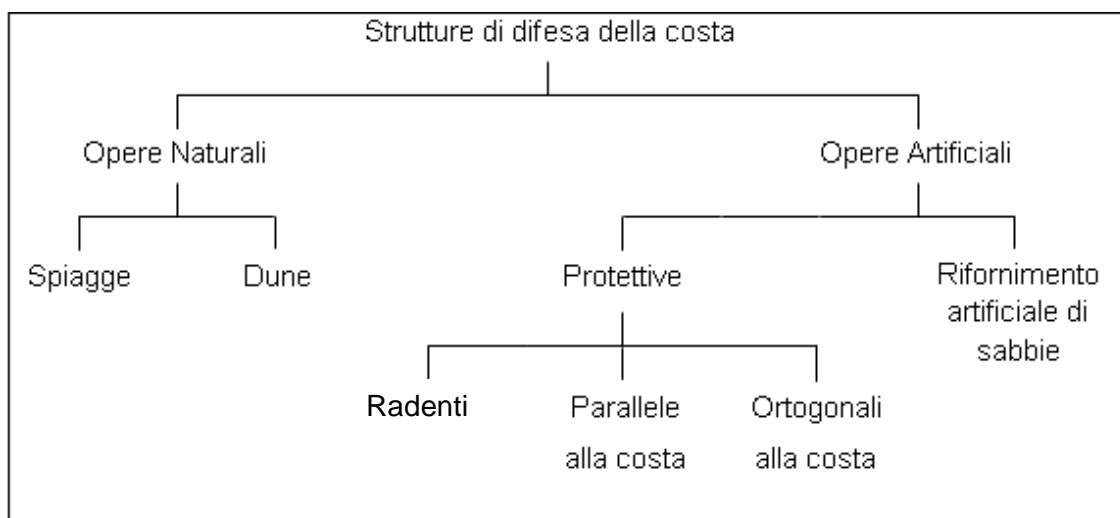 Strutture di difesa della costa
Opere Naturali
Opere Artificiali
Spiagge
Dune
Protettive
Rifornimento
artificiale di
sabbie
Radenti
Parallele
alla costa
Ortogonali
alla costa